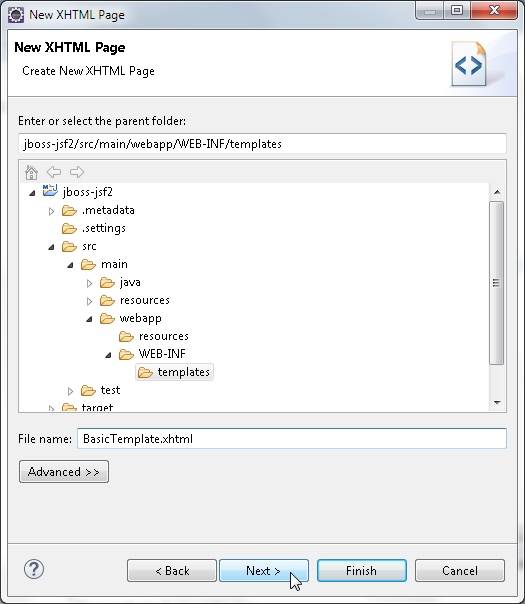 New XHTML Page
New XHTML Page
Create New XHTML Page
Enter or select the parent folder:
jboss-jsf2/src/main/webapp/WEB-INF/templates
jboss-jsf2
.metadata
.settings
src
main
java
resources
webapp
resources
WEB-INF
templates
test
target
File name: BasicTemplate.xhtml
Advanced >>
? < Back Next > Finish Cancel